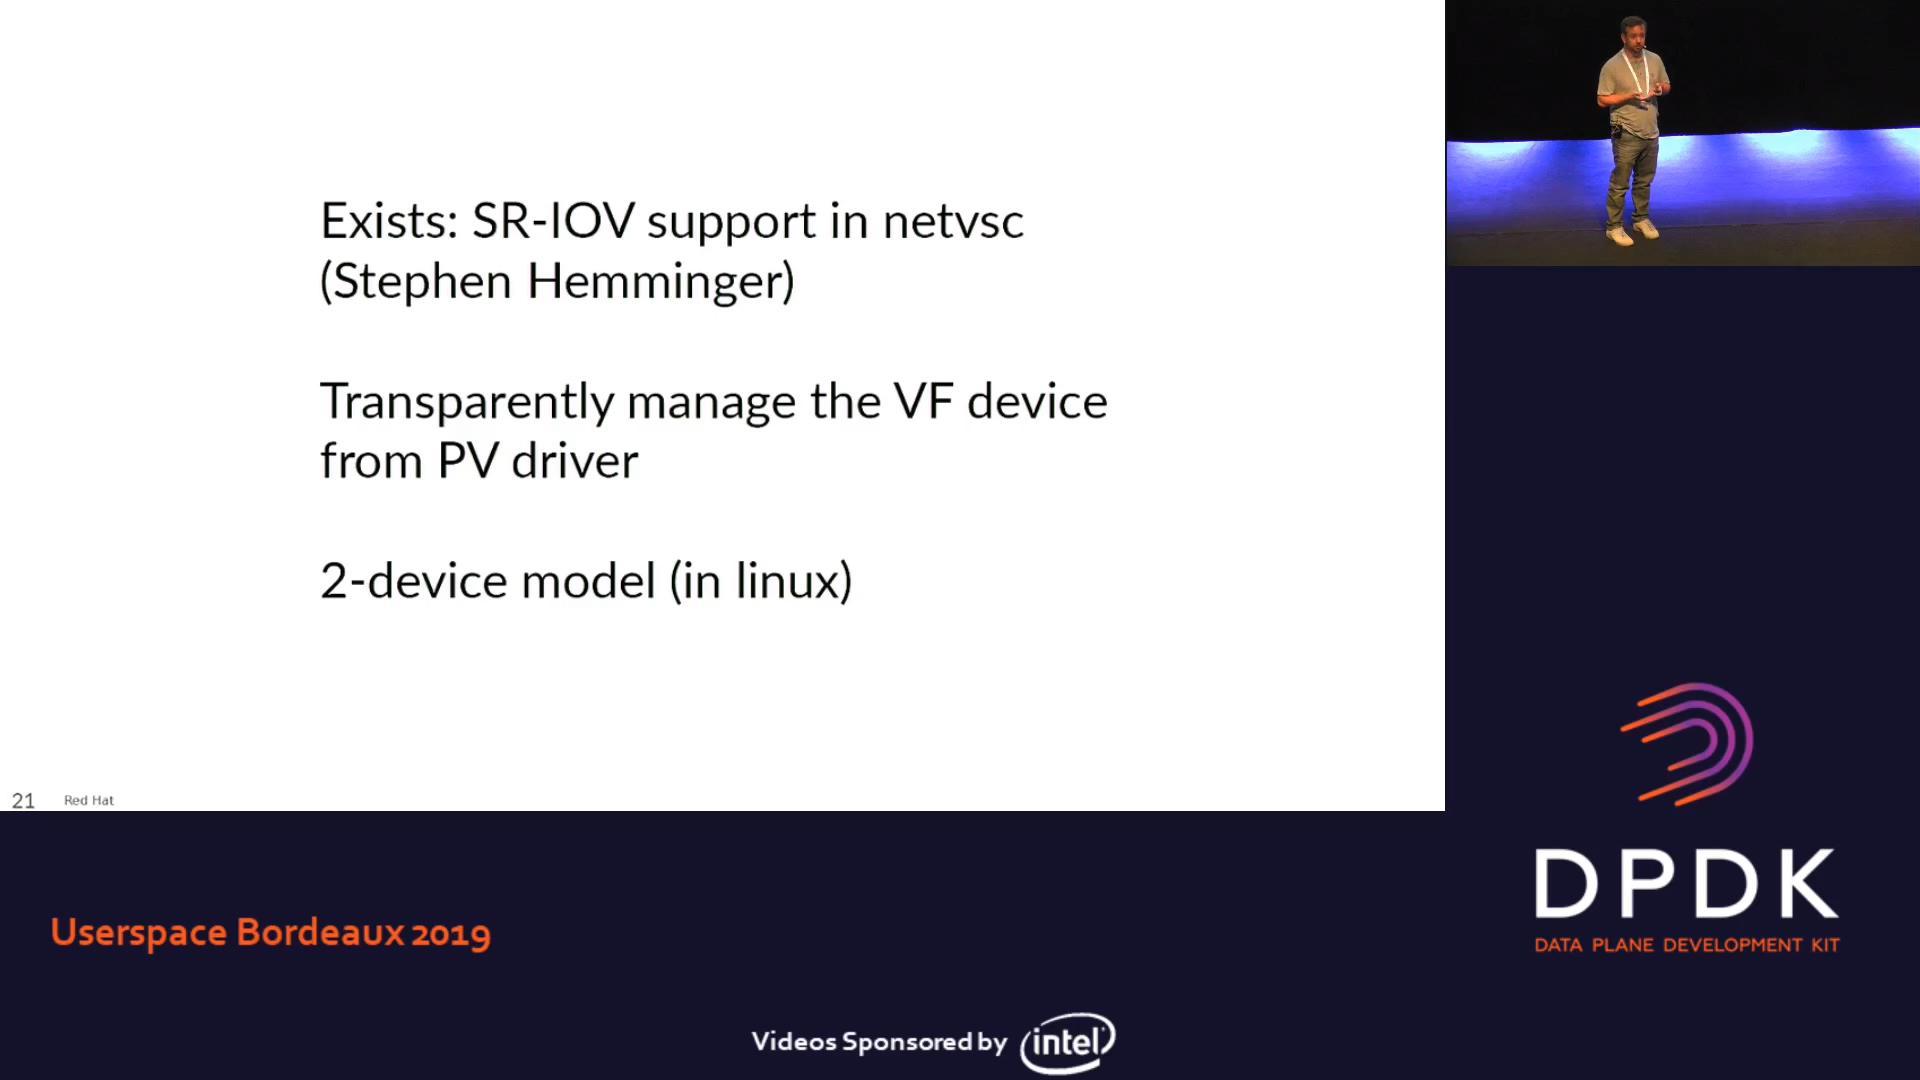 Exists: SR-IOV support in netvsc
(Stephen Hemminger)
Transparently manage the VF device
from PV driver
2-device model (in linux)
21 Red Hat
DPDK
DATA PLANE DEVELOPMENT KIT
Userspace Bordeaux 2019
Videos Sponsored by intel